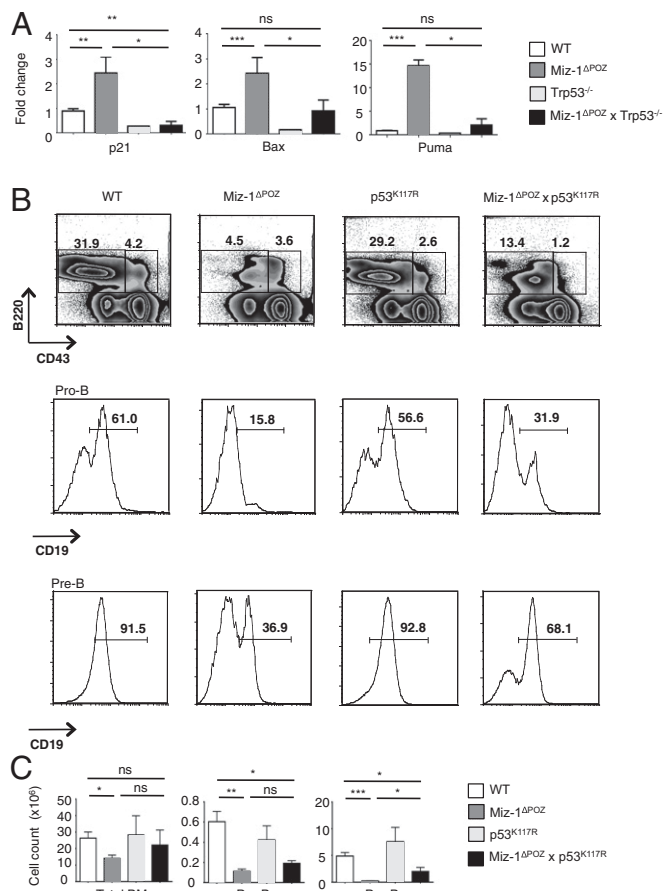 A
**
ns
ns
**
*
***
*
***
*
Fold change
4
3
2
1
0
4
3
2
1
0
20
15
10
5
0
p21
Bax
Puma
WT
Miz-1ΔPOZ
Trp53-/-
Miz-1ΔPOZ x Trp53-/-
B
WT
Miz-1ΔPOZ
p53K117R
Miz-1ΔPOZ x p53K117R
31.9 4.2
4.5 3.6
29.2 2.6
13.4 1.2
B220
CD43
Pro-B
61.0
15.8
56.6
31.9
CD19
Pre-B
91.5
36.9
92.8
68.1
CD19
C
ns
*
*
*
ns
**
ns
***
*
Cell count (x10⁶)
50
40
30
20
10
0
0.8
0.6
0.4
0.2
0
20
10
5
0
WT
Miz-1ΔPOZ
p53K117R
Miz-1ΔPOZ x p53K117R